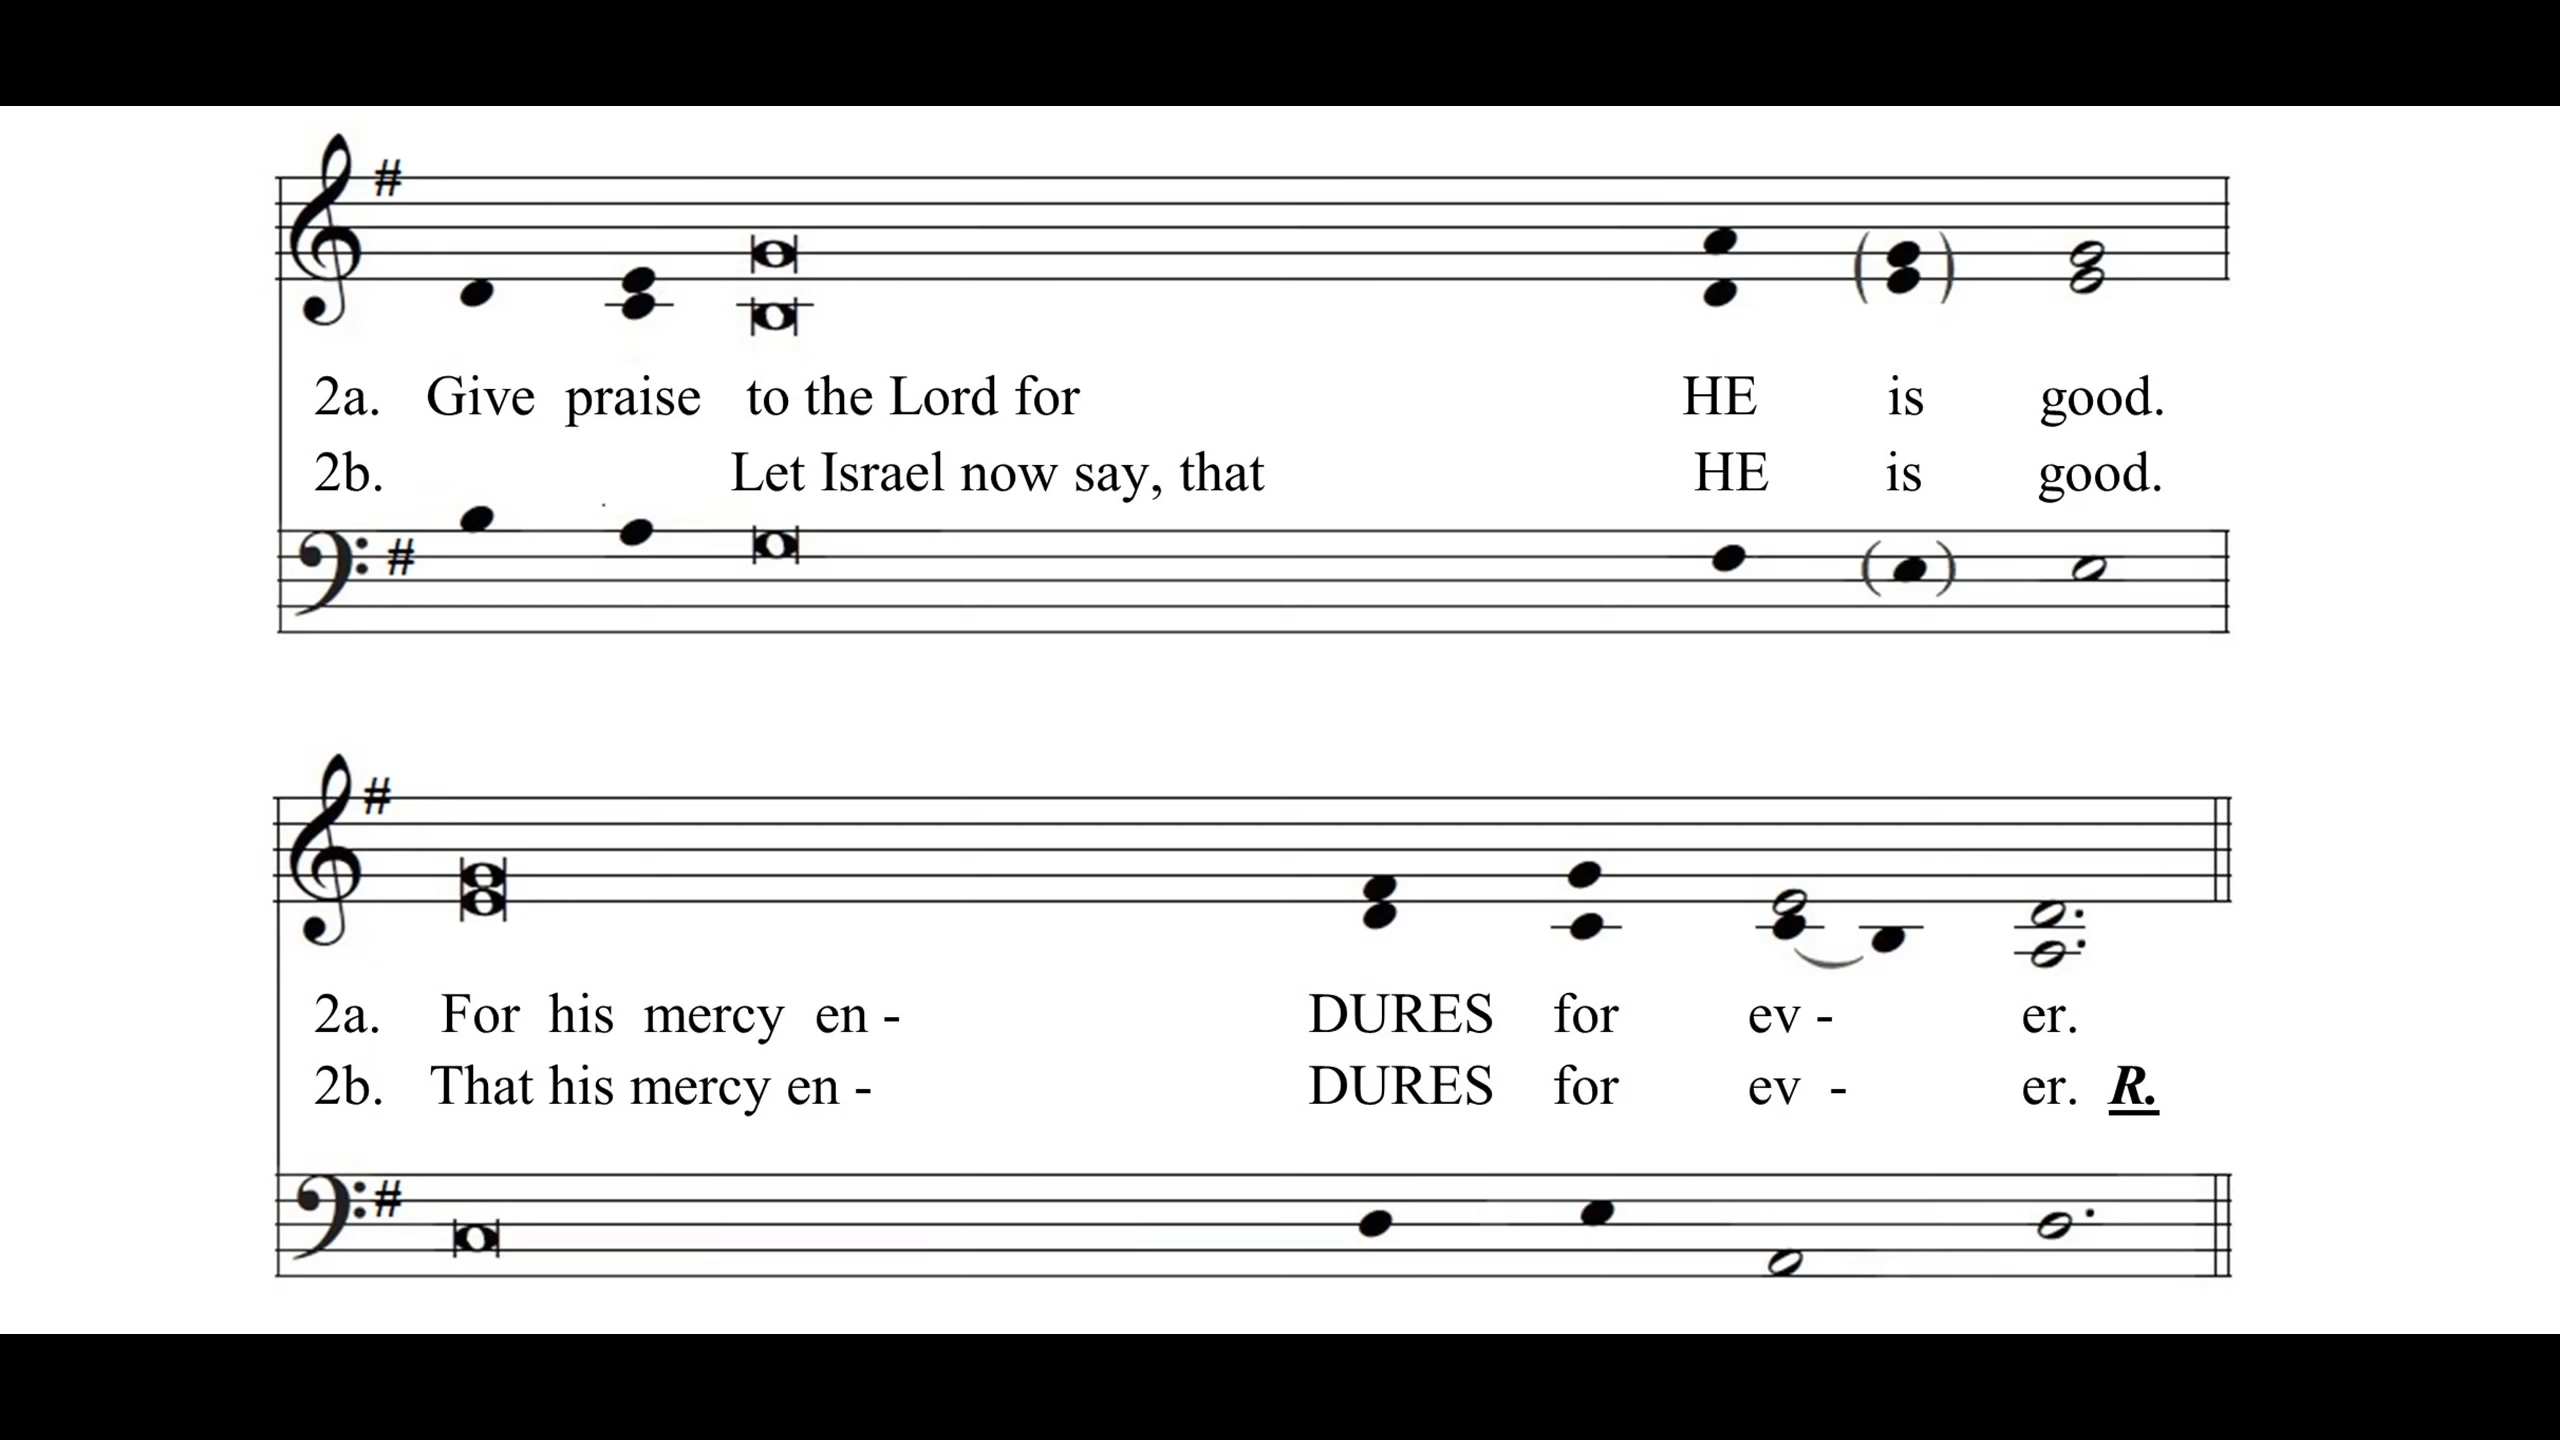 2a. Give praise to the Lord for HE is good.
2b. Let Israel now say, that HE is good.
2a. For his mercy en - DURES for ev - er.
2b. That his mercy en - DURES for ev - er. R.